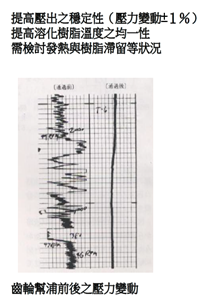 提高壓出之穩定性（壓力變動±1%）
提高溶化樹脂溫度之均一性
需檢討發熱與樹脂滯留等狀況
齒輪幫浦前後之壓力變動